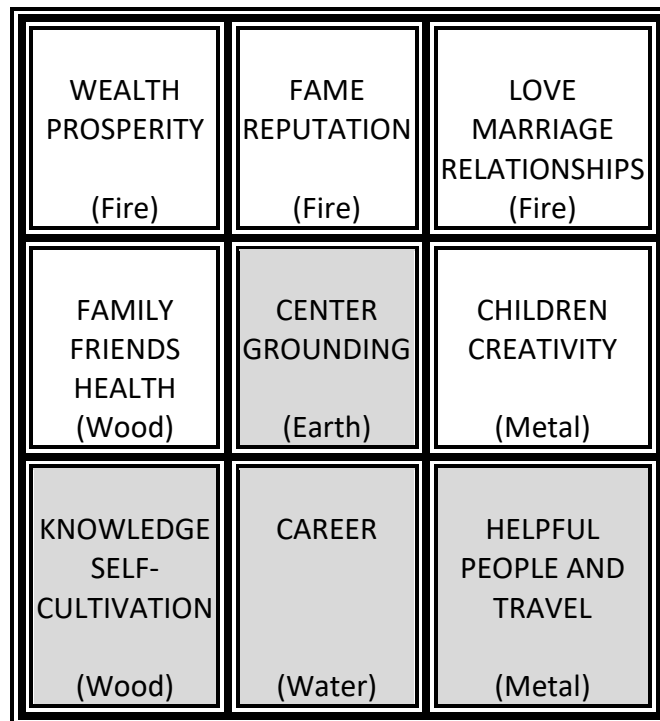 WEALTH
PROSPERITY
(Fire)
FAME
REPUTATION
(Fire)
LOVE
MARRIAGE
RELATIONSHIPS
(Fire)
FAMILY
FRIENDS
HEALTH
(Wood)
CENTER
GROUNDING
(Earth)
CHILDREN
CREATIVITY
(Metal)
KNOWLEDGE
SELF-
CULTIVATION
(Wood)
CAREER
(Water)
HELPFUL
PEOPLE AND
TRAVEL
(Metal)